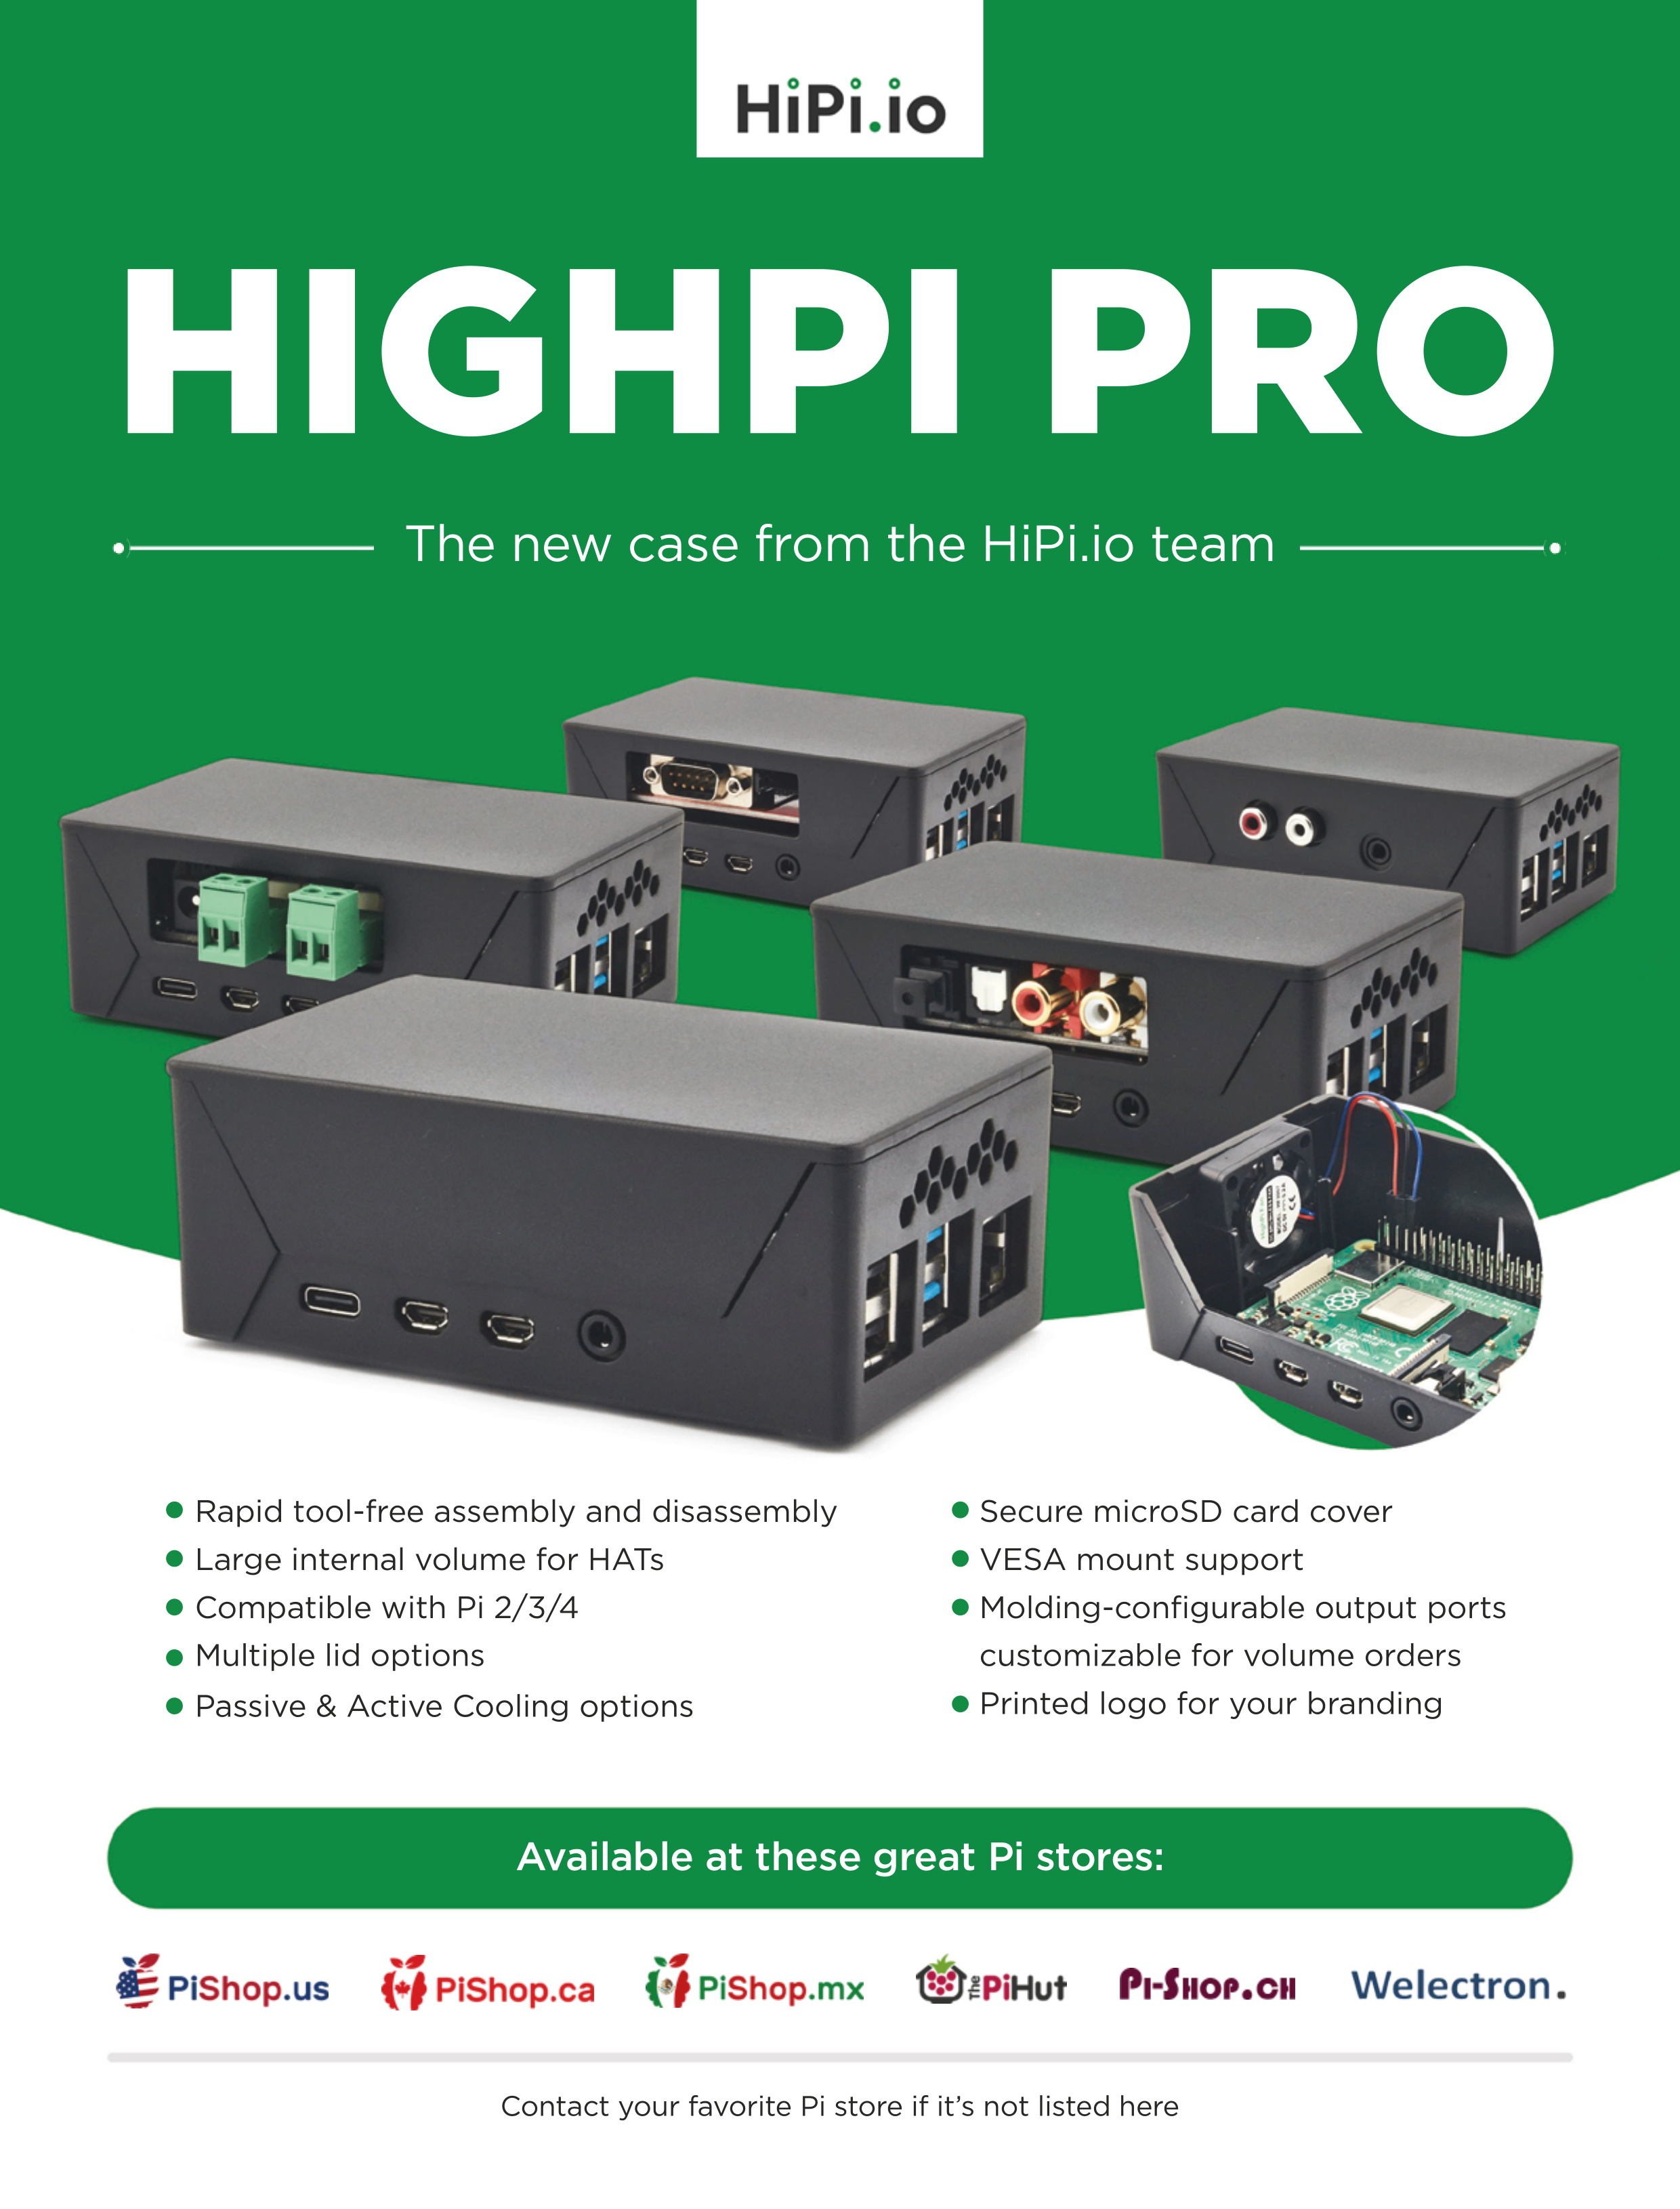 HiPi.io
HIGHPI PRO
The new case from the HiPi.io team
Rapid tool-free assembly and disassembly
Large internal volume for HATs
Compatible with Pi 2/3/4
Multiple lid options
Passive & Active Cooling options
Secure microSD card cover
VESA mount support
Molding-configurable output ports
customizable for volume orders
Printed logo for your branding
Available at these great Pi stores:
PiShop.us
PiShop.ca
PiShop.mx
The PiHut
Pi-Shop.ch
Welectron.
Contact your favorite Pi store if it’s not listed here